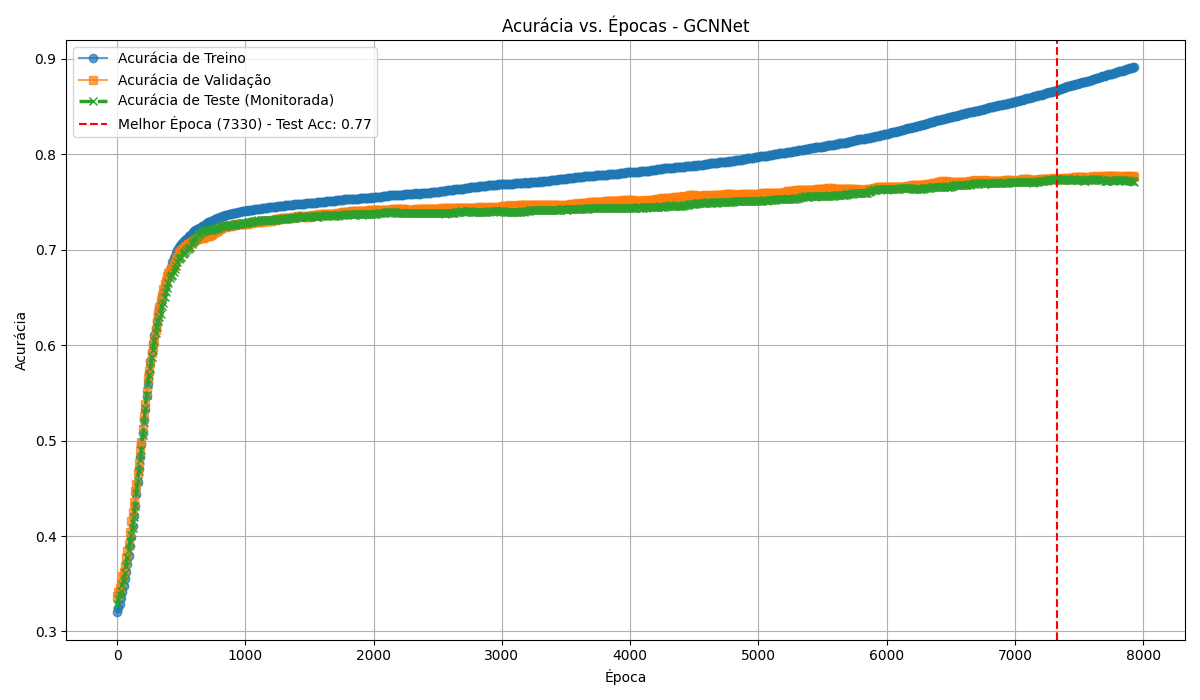 Acurácia vs. Épocas - GCNNet
Acurácia de Treino
Acurácia de Validação
Acurácia de Teste (Monitorada)
Melhor Época (7330) - Test Acc: 0.77
Acurácia
0.9
0.8
0.7
0.6
0.5
0.4
0.3
0 1000 2000 3000 4000 5000 6000 7000 8000
Época